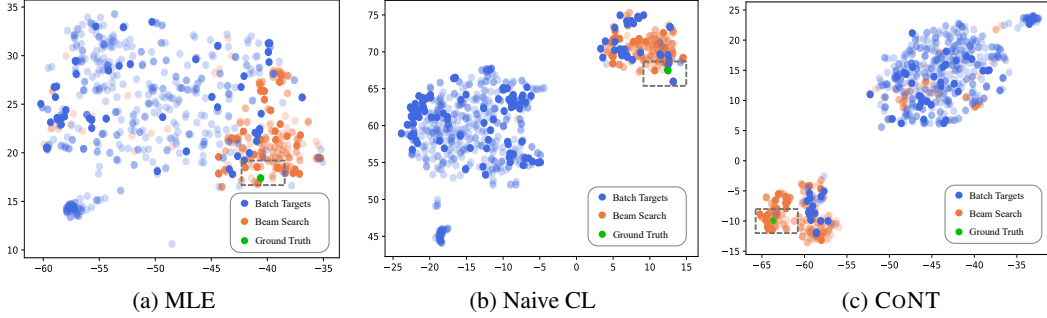 35
30
25
20
15
10
−60 −55 −50 −45 −40 −35
Batch Targets
Beam Search
Ground Truth
(a) MLE
75
70
65
60
55
50
45
−25 −20 −15 −10 −5 0 5 10 15
Batch Targets
Beam Search
Ground Truth
(b) Naive CL
25
20
15
10
5
0
−5
−10
−15
−65 −60 −55 −50 −45 −40 −35
Batch Targets
Beam Search
Ground Truth
(c) CONT